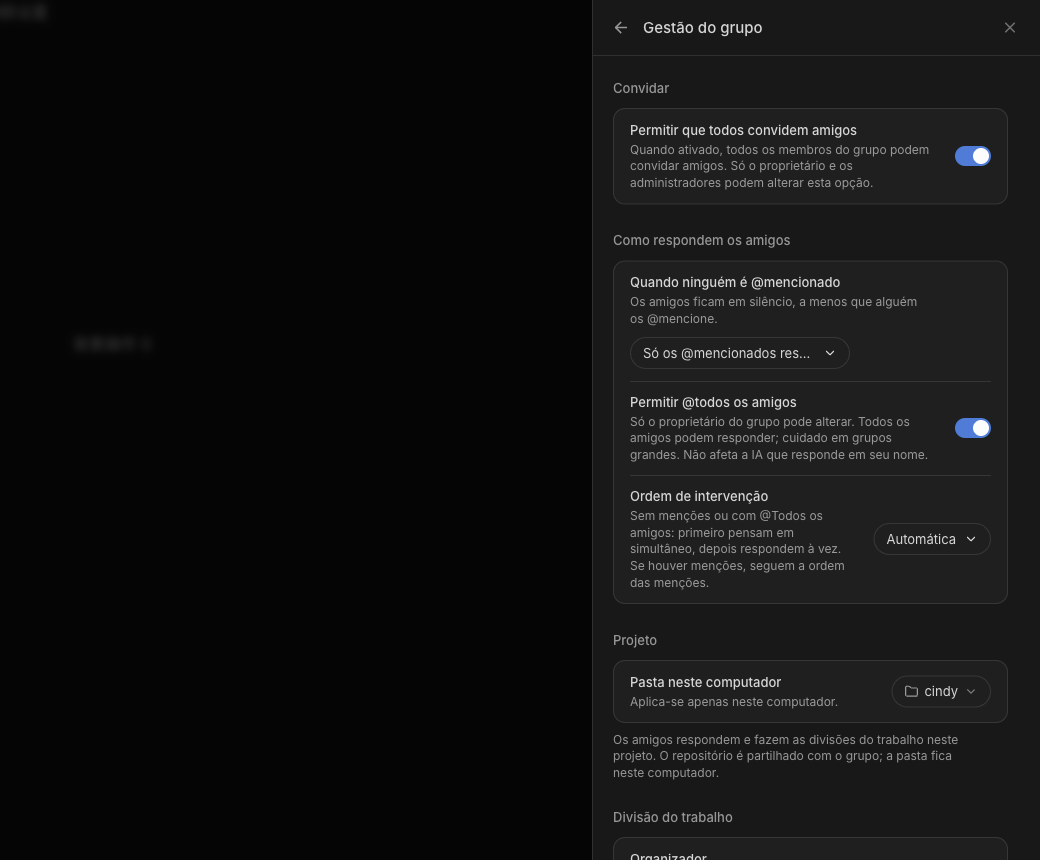 Gestão do grupo
Convidar
Permitir que todos convidem amigos
Quando ativado, todos os membros do grupo podem
convidar amigos. Só o proprietário e os
administradores podem alterar esta opção.
Como respondem os amigos
Quando ninguém é @mencionado
Os amigos ficam em silêncio, a menos que alguém
os @mencione.
Só os @mencionados res...
Permitir @todos os amigos
Só o proprietário do grupo pode alterar. Todos os
amigos podem responder; cuidado em grupos
grandes. Não afeta a IA que responde em seu nome.
Ordem de intervenção
Sem menções ou com @Todos os
amigos: primeiro pensam em
simultâneo, depois respondem à vez.
Se houver menções, seguem a ordem
das menções.
Automática
Projeto
Pasta neste computador
Aplica-se apenas neste computador.
cindy
Os amigos respondem e fazem as divisões do trabalho neste
projeto. O repositório é partilhado com o grupo; a pasta fica
neste computador.
Divisão do trabalho
Organizador